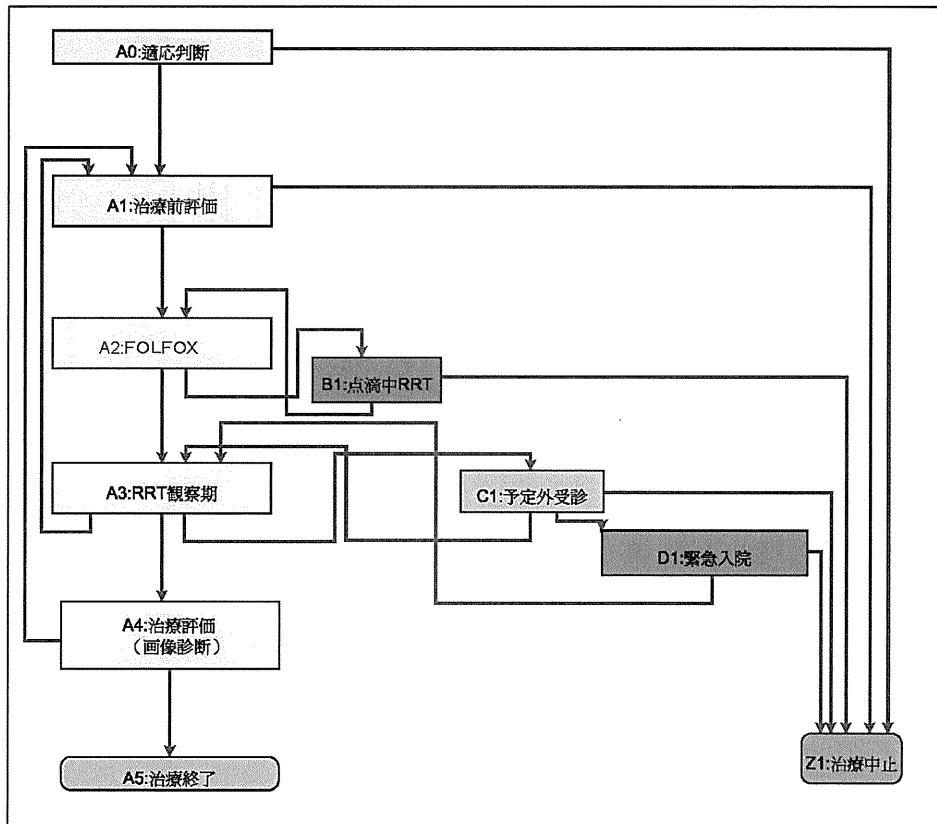 A0:適応判断
A1:治療前評価
A2:FOLFOX
B1:点滴中RRT
A3:RRT観察期
C1:予定外受診
D1:緊急入院
A4:治療評価
（画像診断）
A5:治療終了
Z1:治療中止